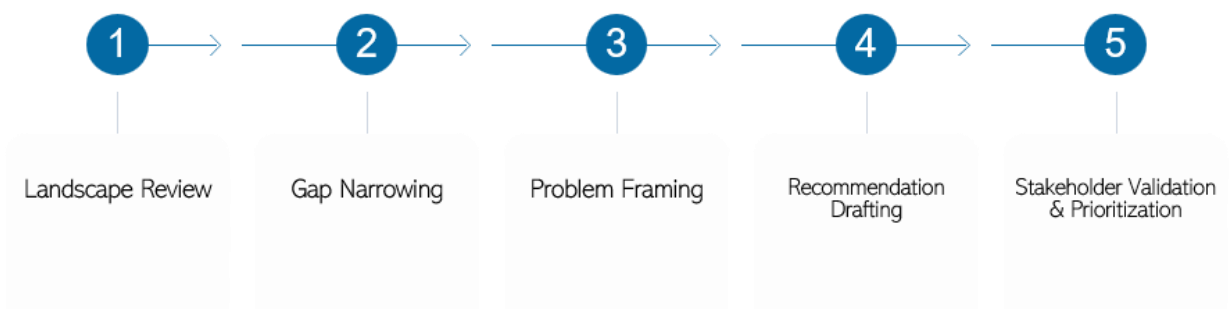 1
2
3
4
5
Landscape Review
Gap Narrowing
Problem Framing
Recommendation
Drafting
Stakeholder Validation
& Prioritization